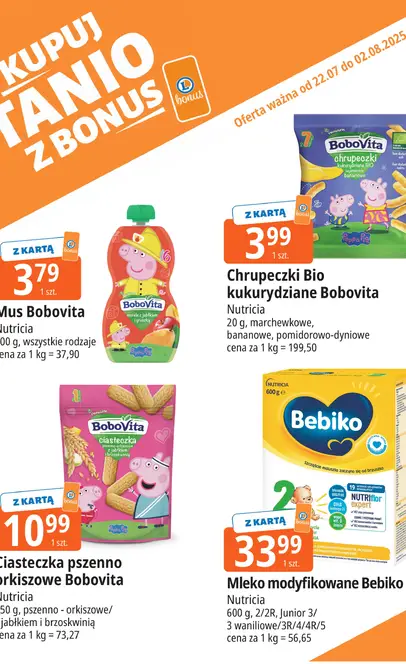 KUPUJ
TANIO
Z BONUS
bonus
Oferta ważna od 22.07 do 02.08.2025
Z KARTĄ
3 79
1 szt.
Mus Bobovita
Nutricia
00 g, wszystkie rodzaje
cena za 1 kg = 37,90
BoboVita
Z KARTĄ
3 99
1 szt.
BoboVita
chrupeczki
kukurydziane BIO
bananowe
Chrupeczki Bio
kukurydziane Bobovita
Nutricia
20 g, marchewkowe,
bananowe, pomidorowo-dyniowe
cena za 1 kg = 199,50
BoboVita
ciasteczka
Z KARTĄ
10 99
1 szt.
Ciasteczka pszenno
orkiszowe Bobovita
Nutricia
50 g, pszenno - orkiszowe/
jabłkiem i brzoskwinią
cena za 1 kg = 73,27
NUTRICIA
600 g
Bebiko
2
NUTRIflor
expert
Z KARTĄ
33 99
1 szt.
Mleko modyfikowane Bebiko
Nutricia
600 g, 2/2R, Junior 3/
3 waniliowe/3R/4/4R/5
cena za 1 kg = 56,65